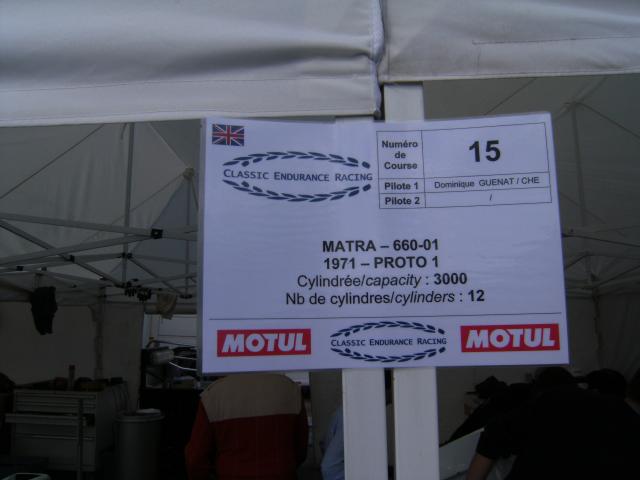 CLASSIC ENDURANCE RACING
Numéro de Course
15
Pilote 1
Dominique GUENAT / CHE
Pilote 2
/
MATRA – 660-01
1971 – PROTO 1
Cylindrée/capacity : 3000
Nb de cylindres/cylinders : 12
MOTUL
CLASSIC ENDURANCE RACING
MOTUL